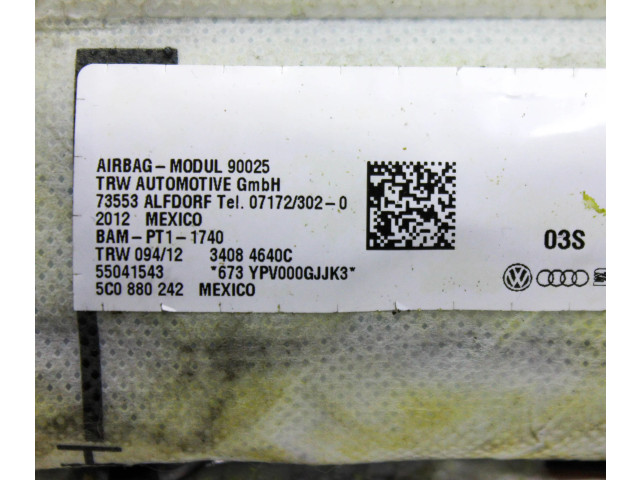 AIRBAG-MODUL 90025
TRW AUTOMOTIVE GmbH
73553 ALFDORF Tel. 07172/302-0
2012 MEXICO
BAM-PT1-1740
TRW 094/12 3408 4640C
55041543 *673 YPV000GJJK3*
5C0 880 242 MEXICO
03S